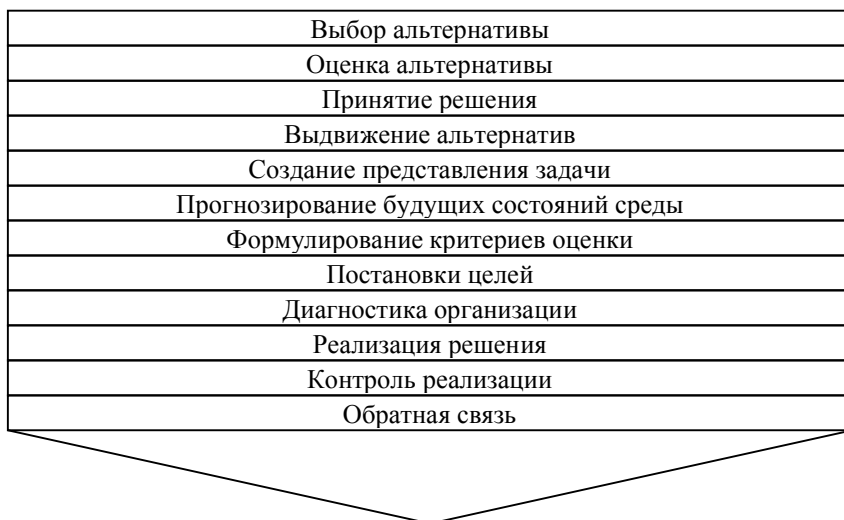 Выбор альтернативы
Оценка альтернативы
Принятие решения
Выдвижение альтернатив
Создание представления задачи
Прогнозирование будущих состояний среды
Формулирование критериев оценки
Постановки целей
Диагностика организации
Реализация решения
Контроль реализации
Обратная связь